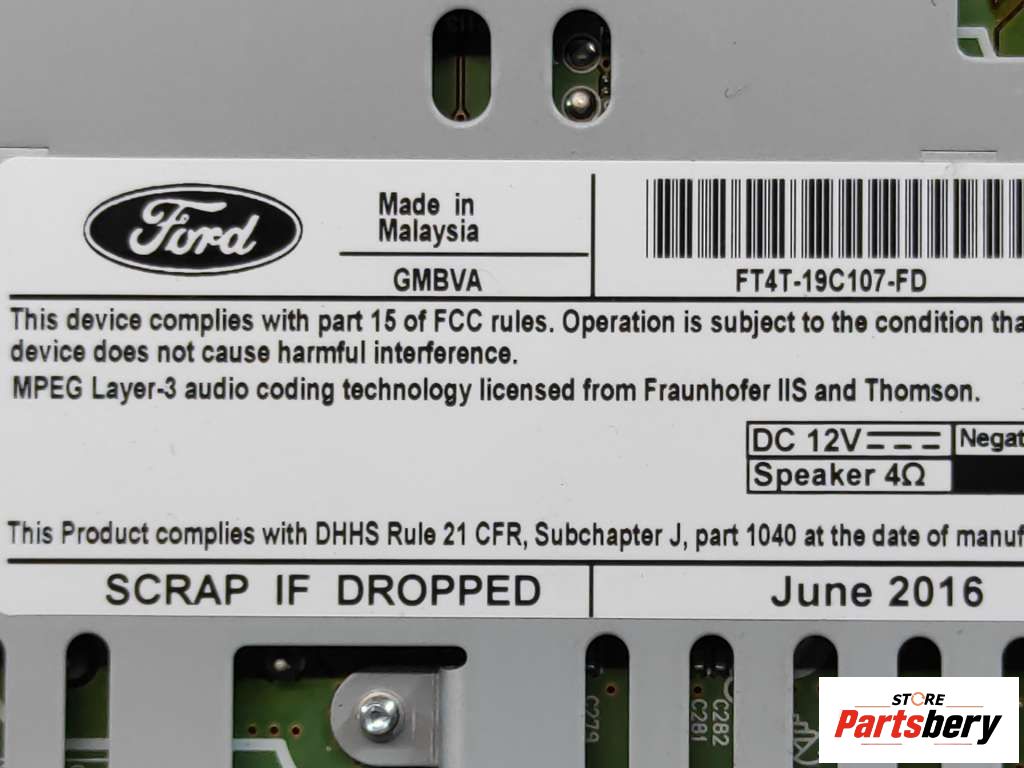 Ford
Made in
Malaysia
GMBVA
FT4T-19C107-FD
This device complies with part 15 of FCC rules. Operation is subject to the condition tha
device does not cause harmful interference.
MPEG Layer-3 audio coding technology licensed from Fraunhofer IIS and Thomson.
DC 12V Negat
Speaker 4Ω
This Product complies with DHHS Rule 21 CFR, Subchapter J, part 1040 at the date of manuf
SCRAP IF DROPPED
June 2016
C279
C281
C282
STORE
Partsbery